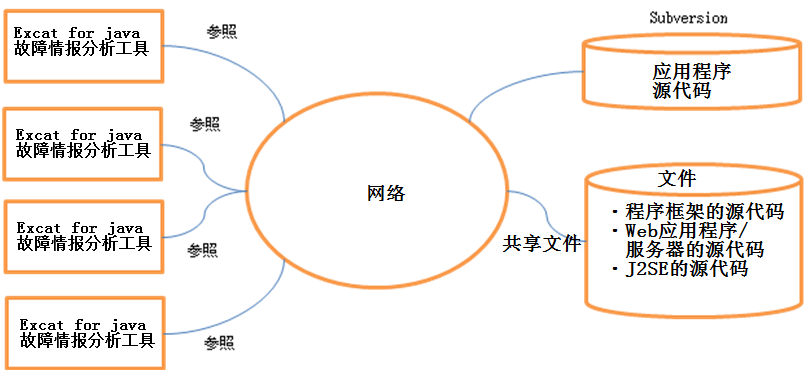 Excat for java
故障情报分析工具
参照
Subversion
应用程序
源代码
Excat for java
故障情报分析工具
参照
网络
文件
·程序框架的源代码
·Web应用程序/
服务器的源代码
·J2SE的源代码
共享文件
Excat for java
故障情报分析工具
参照
Excat for java
故障情报分析工具
参照